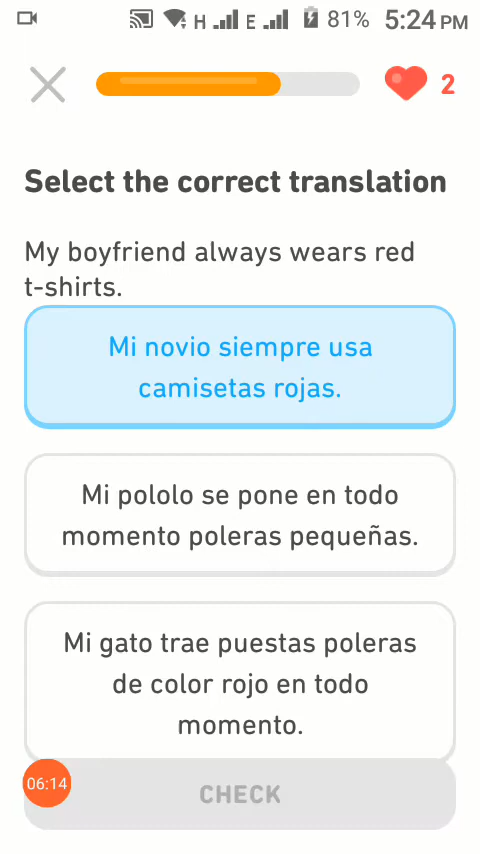 H E 81% 5:24 PM
2
Select the correct translation
My boyfriend always wears red
t-shirts.
Mi novio siempre usa
camisetas rojas.
Mi pololo se pone en todo
momento poleras pequeñas.
Mi gato trae puestas poleras
de color rojo en todo
momento.
06:14
CHECK